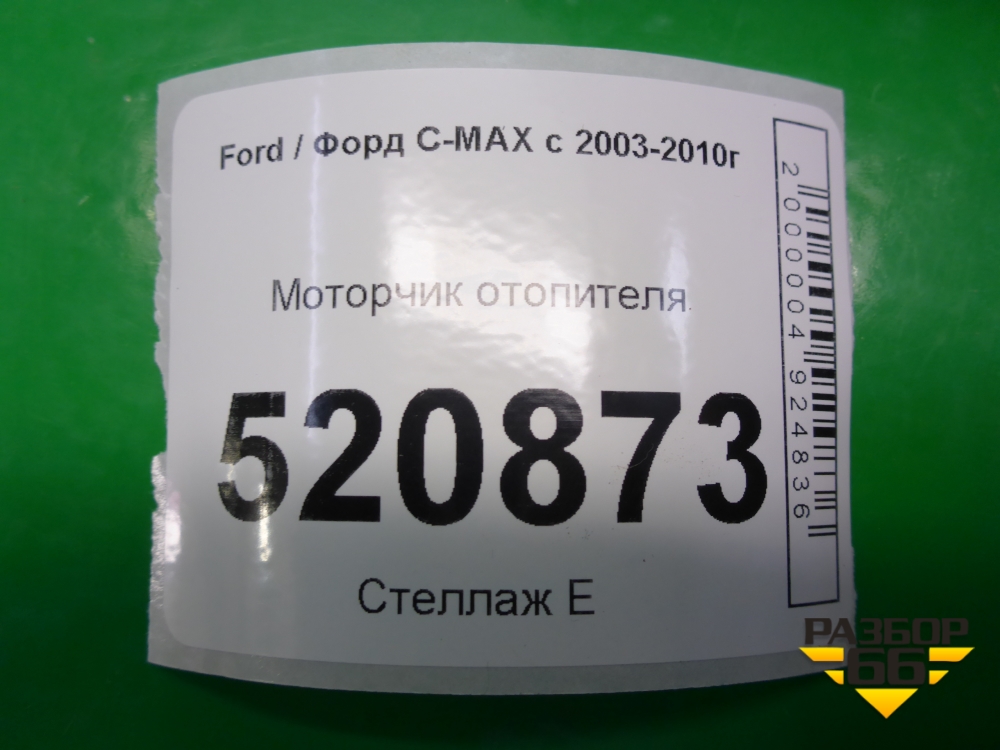 Ford / Форд C-MAX с 2003-2010г
Моторчик отопителя
520873
Стеллаж Е
2000004924836
РАЗБОР
66